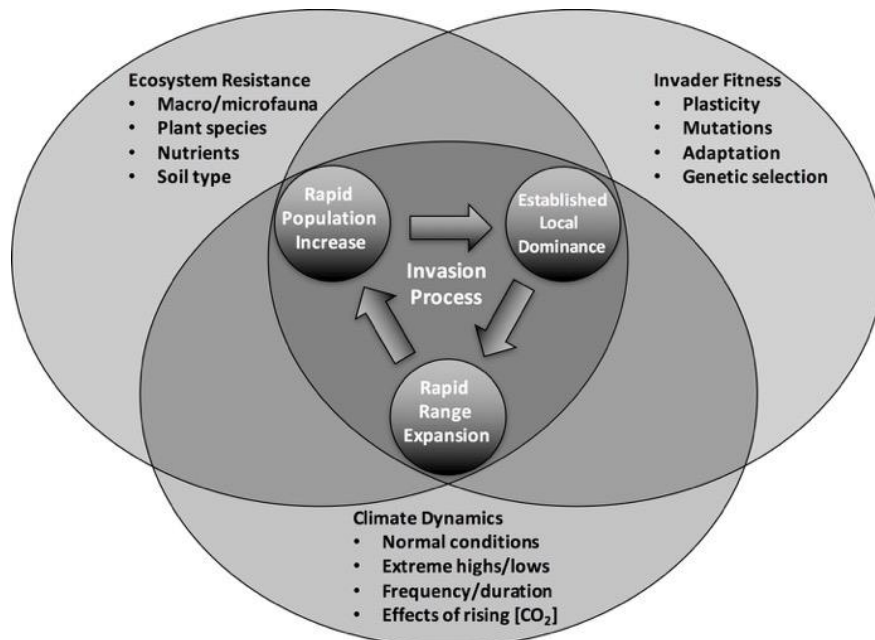 Ecosystem Resistance
• Macro/microfauna
• Plant species
• Nutrients
• Soil type
Invader Fitness
• Plasticity
• Mutations
• Adaptation
• Genetic selection
Rapid
Population
Increase
Established
Local
Dominance
Invasion
Process
Rapid
Range
Expansion
Climate Dynamics
• Normal conditions
• Extreme highs/lows
• Frequency/duration
• Effects of rising [CO₂]